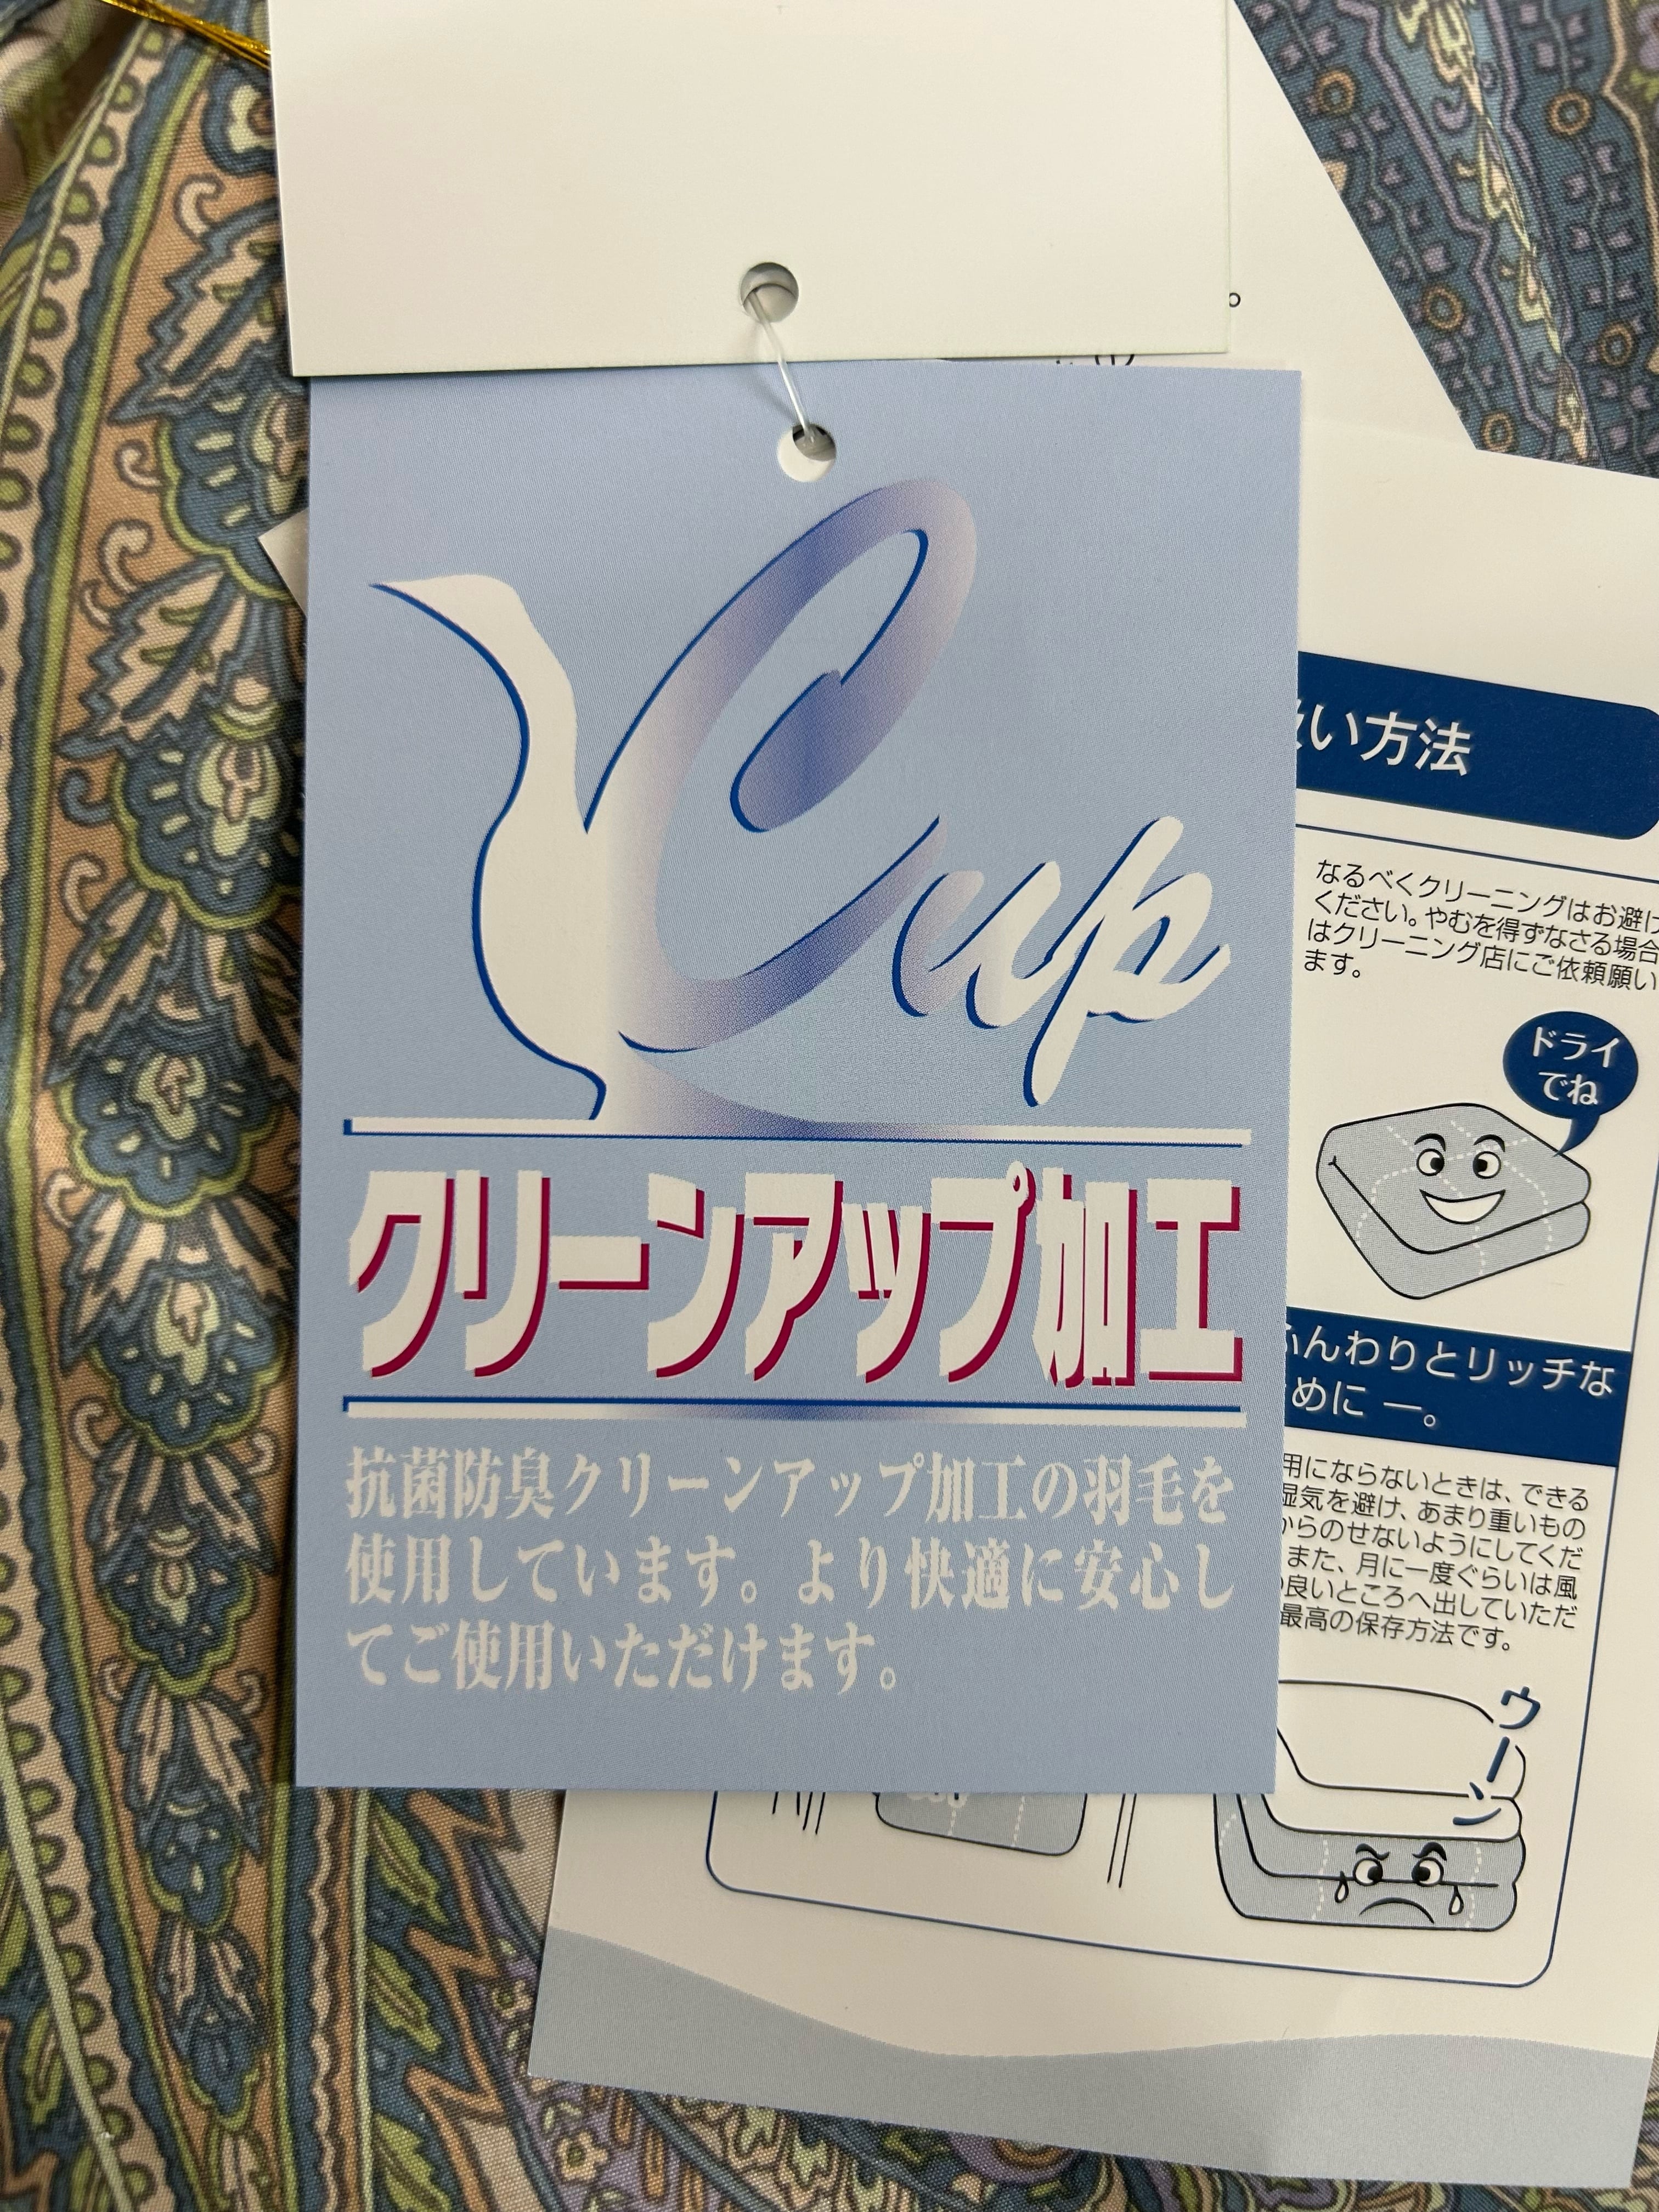 Cup
クリーンアップ加工
抗菌防臭クリーンアップ加工の羽毛を
使用しています。より快適に安心し
てご使用いただけます。
い方法
なるべくクリーニングはお避け
ください。やむを得ずなさる場合
はクリーニング店にご依頼願い
ます。
ドライ
でね
んわりとリッチな
めに ー。
用にならないときは、できる
湿気を避け、あまり重いもの
からのせないようにしてくだ
また、月に一度ぐらいは風
良いところへ出していただ
最高の保存方法です。
ウーン